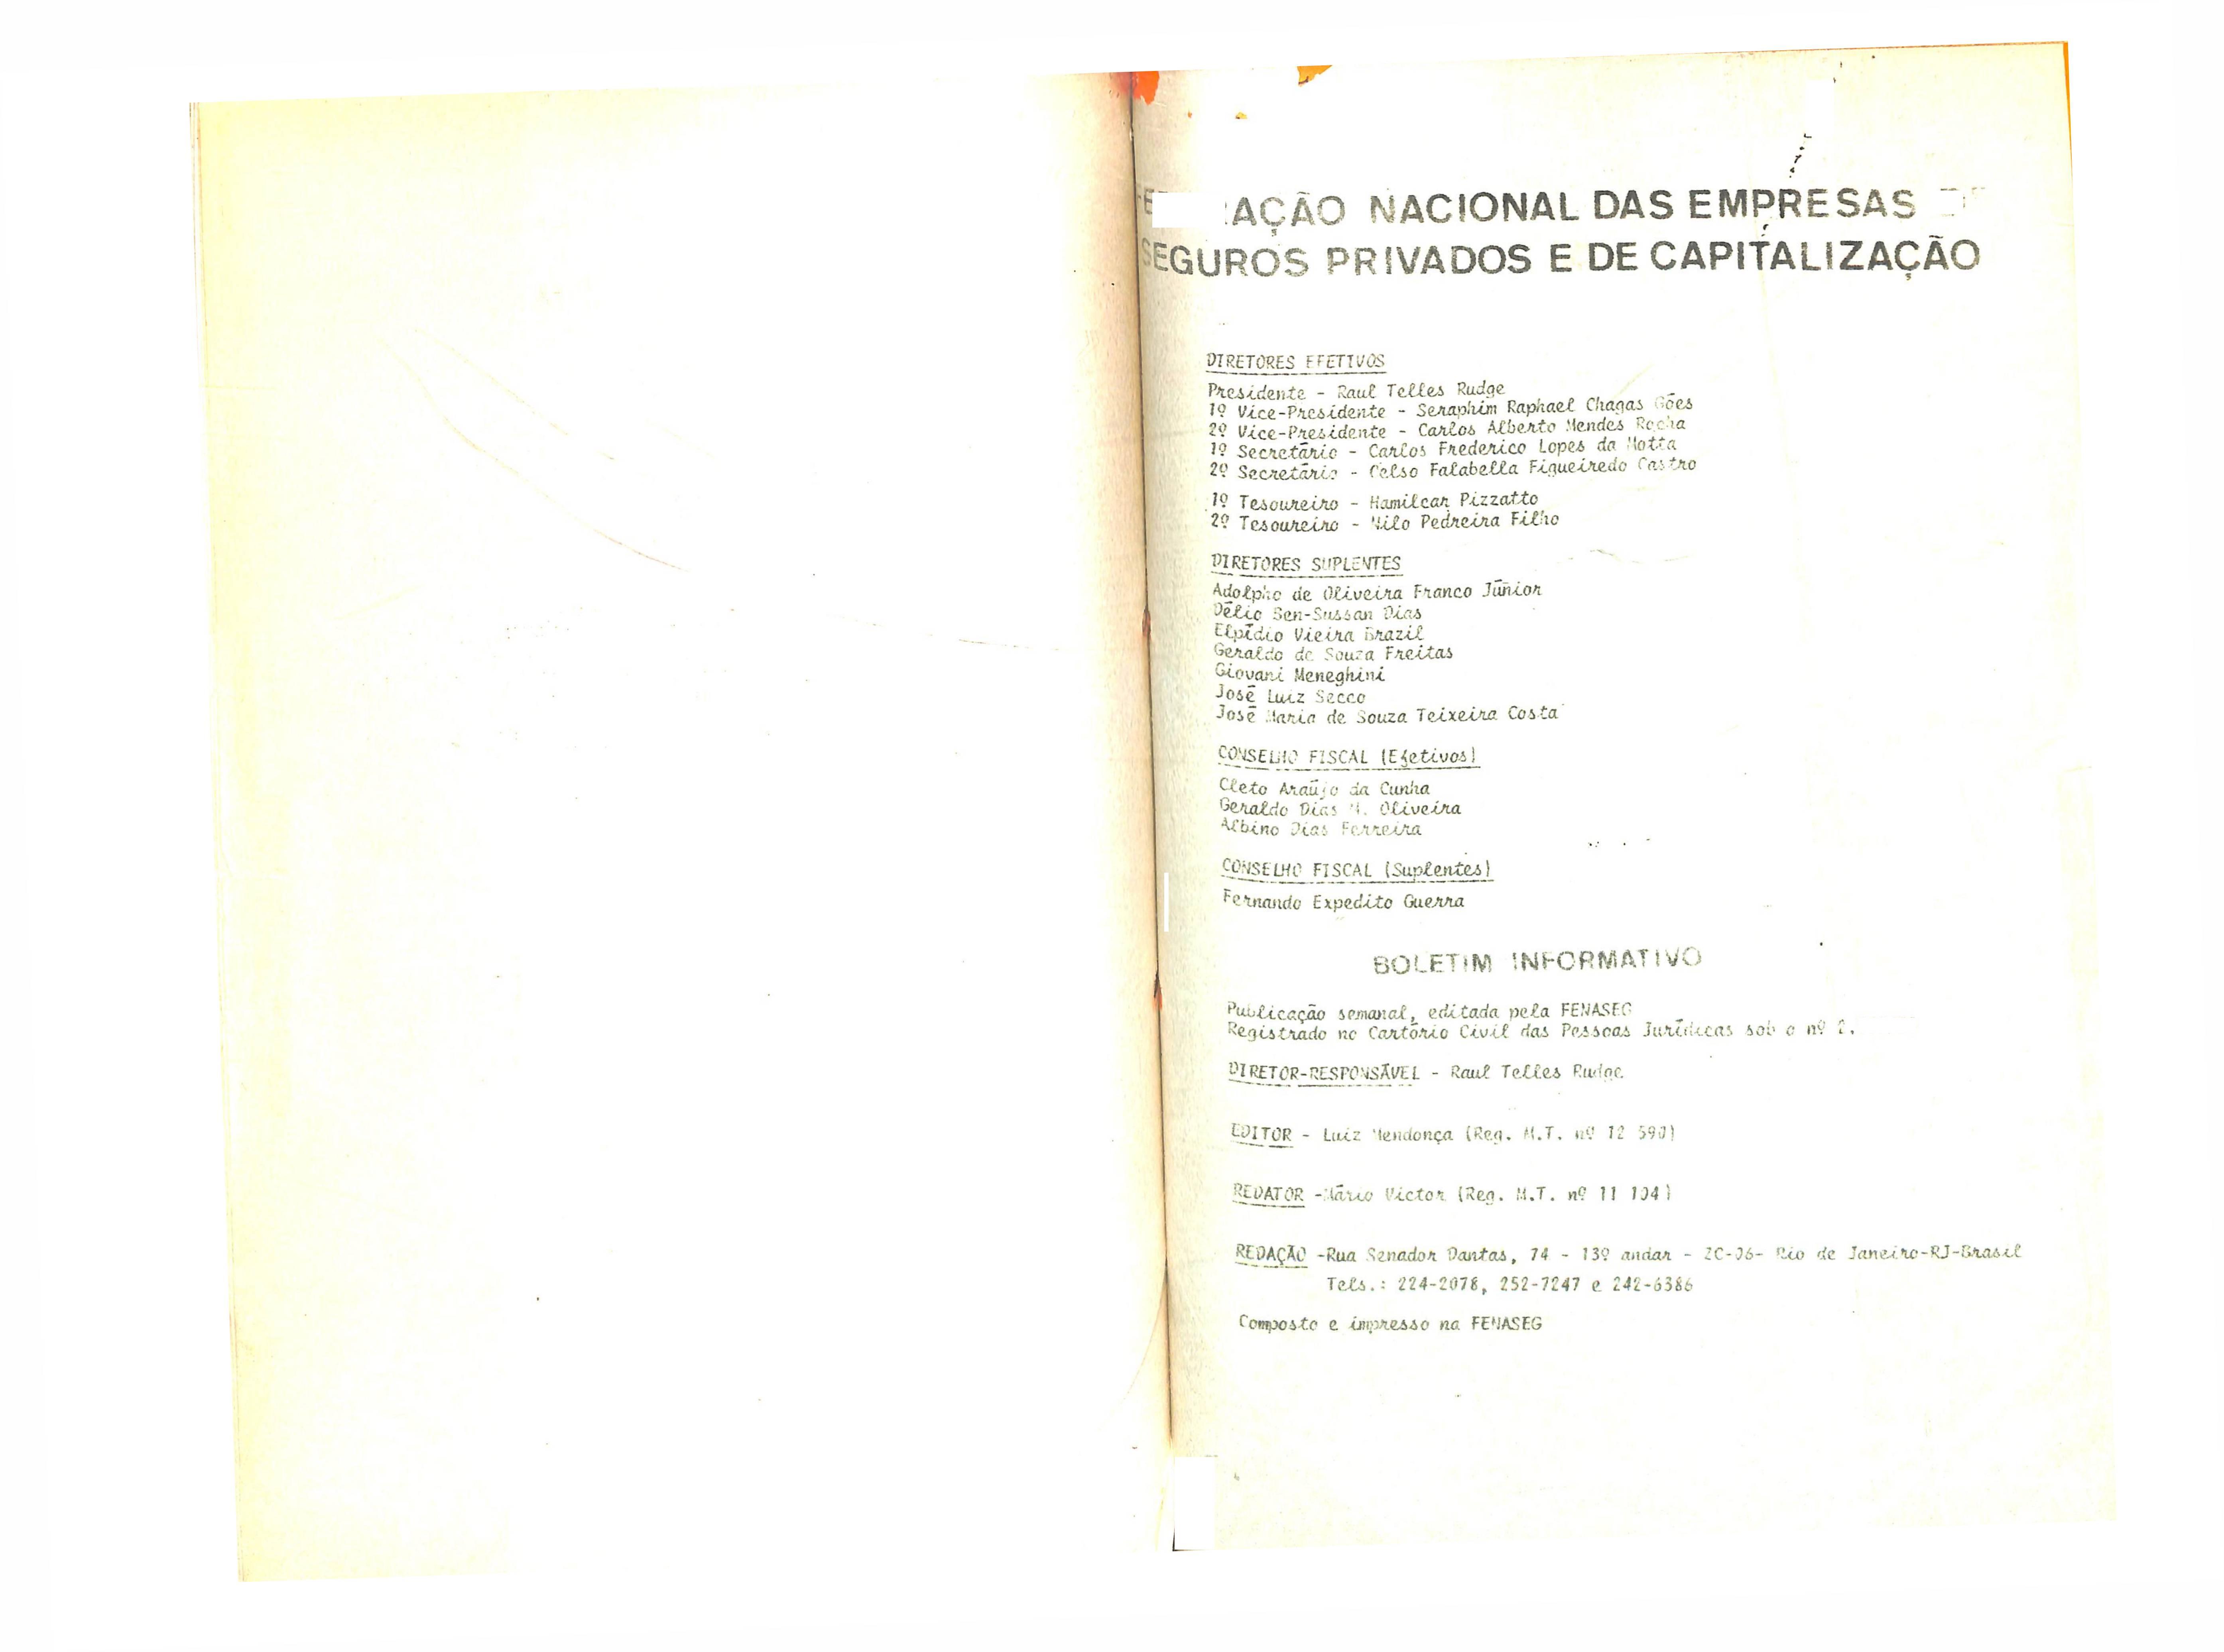 AÇÃO NACIONAL DAS EMPRESAS
SEGUROS PRIVADOS E DE CAPITALIZAÇÃO
DIRETORES EFETIVOS
Presidente - Raul Telles Rudge
1º Vice-Presidente - Seraphim Raphael Chagas Góes
2º Vice-Presidente - Carlos Alberto Mendes Rocha
1º Secretário - Carlos Frederico Lopes da Motta
2º Secretário - Celso Falabella Figueiredo Castro
1º Tesoureiro - Hamilcar Pizzatto
2º Tesoureiro - Nilo Pedreira Filho
DIRETORES SUPLENTES
Adolpho de Oliveira Franco Júnior
Délio Ben-Sussan Dias
Elpídio Vieira Brazil
Geraldo de Souza Freitas
Giovani Meneghini
José Luiz Secco
José Maria de Souza Teixeira Costa
CONSELHO FISCAL (Efetivos)
Cleto Araújo da Cunha
Geraldo Dias M. Oliveira
Albino Dias Ferreira
CONSELHO FISCAL (Suplentes)
Fernando Expedito Guerra
BOLETIM INFORMATIVO
Publicação semanal, editada pela FENASEG
Registrado no Cartório Civil das Pessoas Jurídicas sob o nº 2.
DIRETOR-RESPONSÁVEL - Raul Telles Rudge
EDITOR - Luiz Mendonça (Reg. M.T. nº 12 590)
REDATOR -Mário Victor (Reg. M.T. nº 11 104)
REDAÇÃO -Rua Senador Dantas, 74 - 13º andar - ZC-06- Rio de Janeiro-RJ-Brasil
Tels.: 224-2078, 252-7247 e 242-6386
Composto e impresso na FENASEG